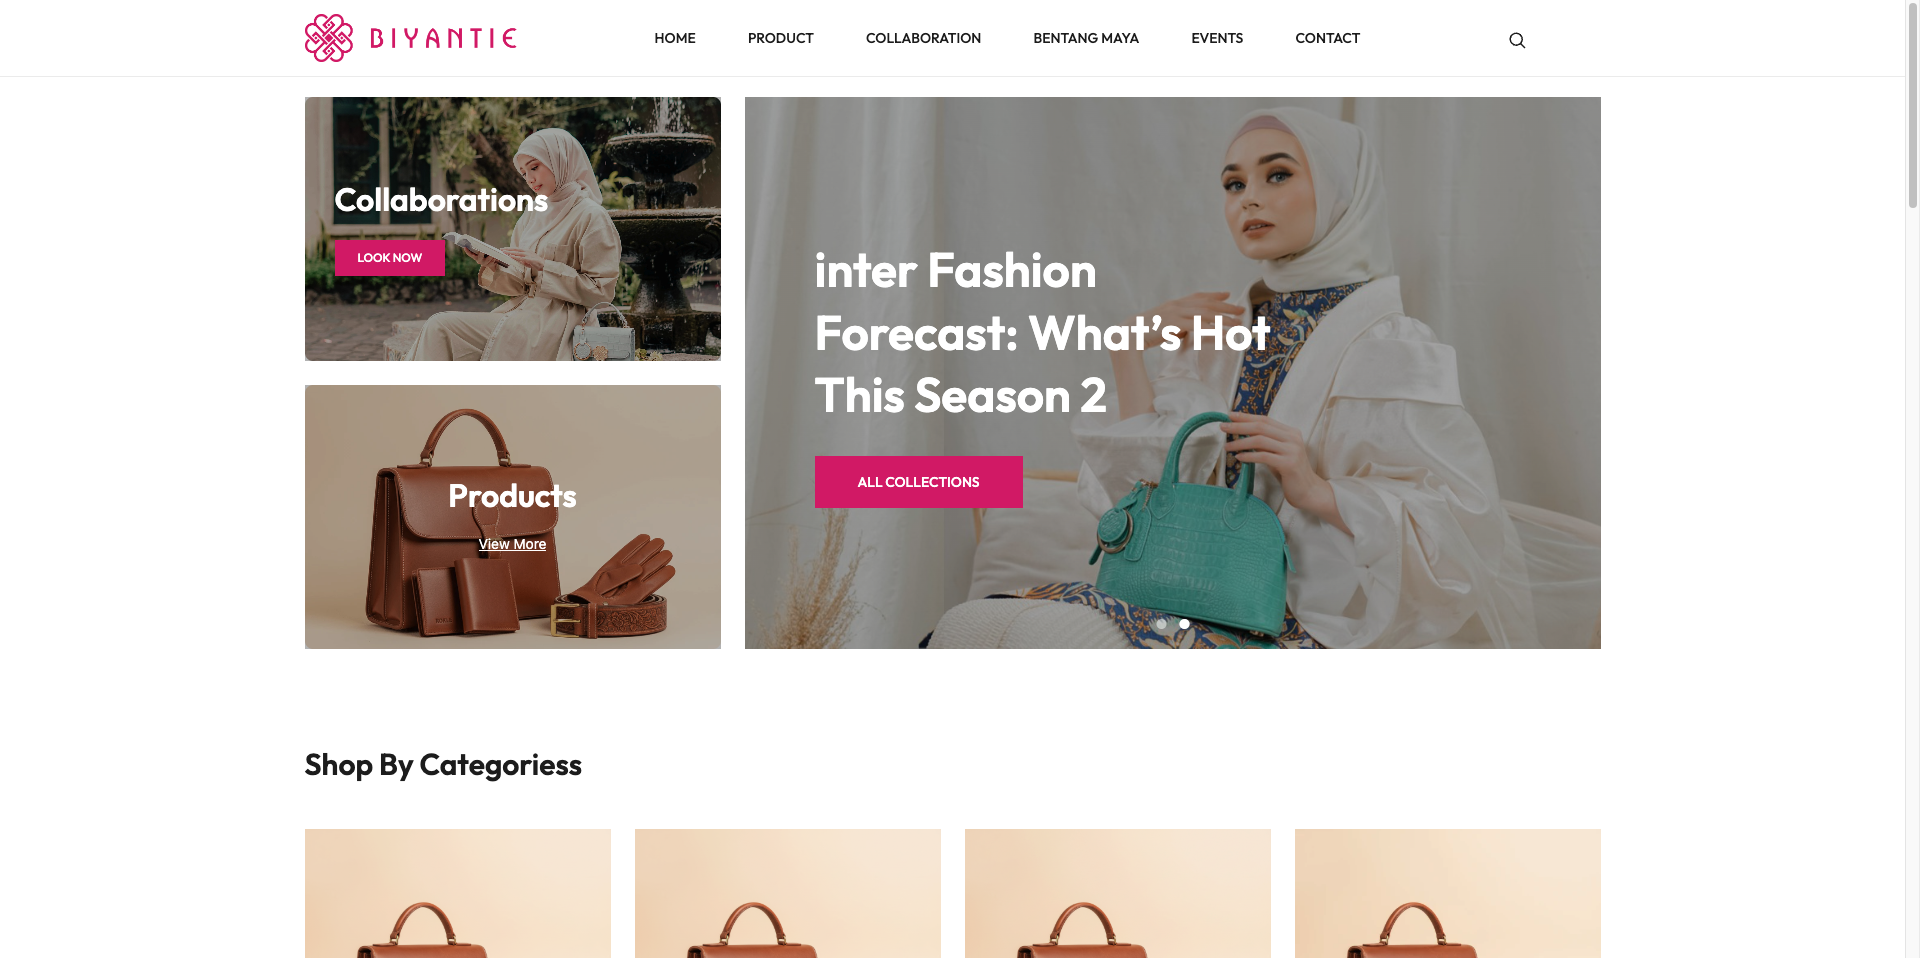 BIYANTIE
HOME
PRODUCT
COLLABORATION
BENTANG MAYA
EVENTS
CONTACT
Collaborations
LOOK NOW
inter Fashion
Forecast: What’s Hot
This Season 2
ALL COLLECTIONS
Products
View More
Shop By Categoriess